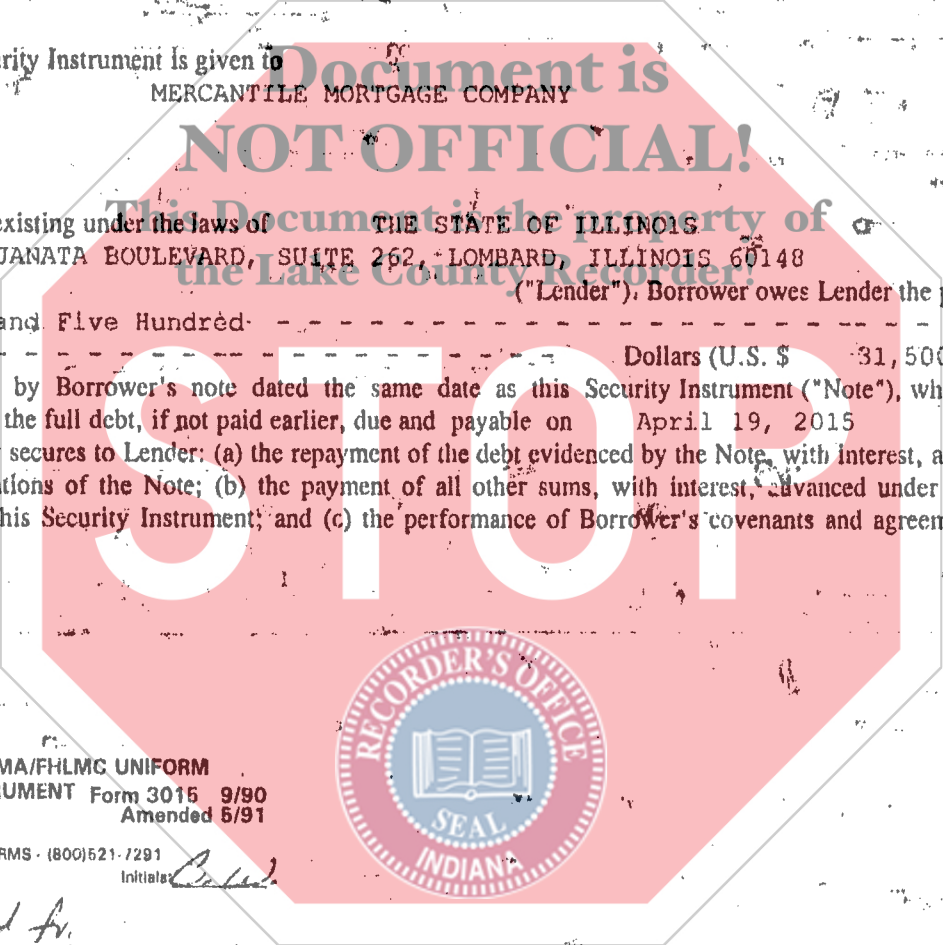 rity Instrument is given to
Document is
MERCANTILE MORTGAGE COMPANY
NOT OFFICIAL!
This Document is the property of
existing under the laws of THE STATE OF ILLINOIS
JANATA BOULEVARD, SUITE 262, LOMBARD, ILLINOIS 60148
the Lake County Recorder!
("Lender"). Borrower owes Lender the
and Five Hundred
Dollars (U.S. $ 31,500
by Borrower's note dated the same date as this Security Instrument ("Note"), wh
the full debt, if not paid earlier, due and payable on April 19, 2015
secures to Lender: (a) the repayment of the debt evidenced by the Note, with interest, a
tions of the Note; (b) the payment of all other sums, with interest, advanced under
his Security Instrument; and (c) the performance of Borrower's covenants and agreem
STOP
RECORDER'S OFFICE
SEAL
INDIANA
MA/FHLMC UNIFORM
UMENT Form 3015 9/90
Amended 5/91
RMS - (800)521-7291
Initials: